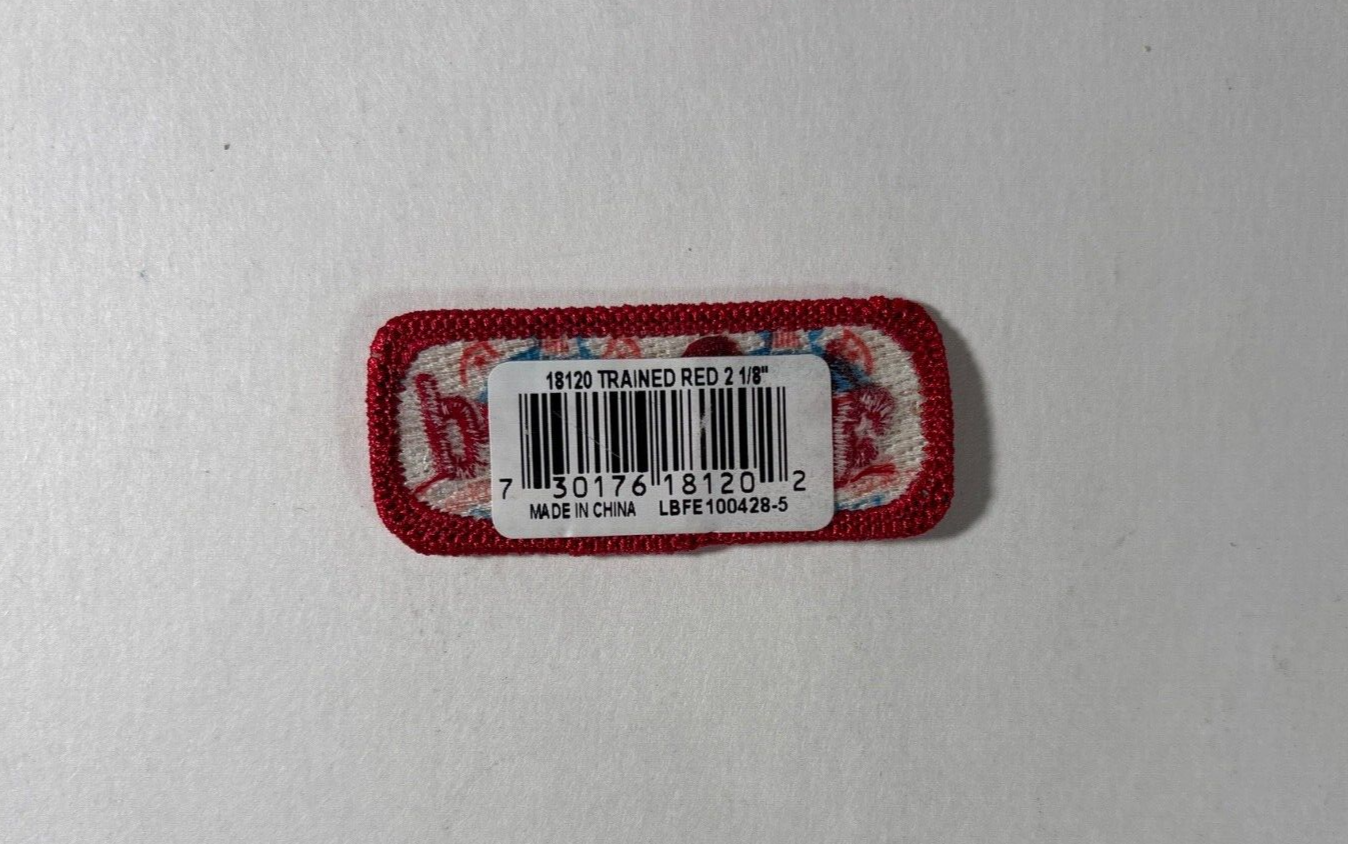 18120 TRAINED RED 2 1/8"
7 30176 18120 2
MADE IN CHINA LBFE100428-5